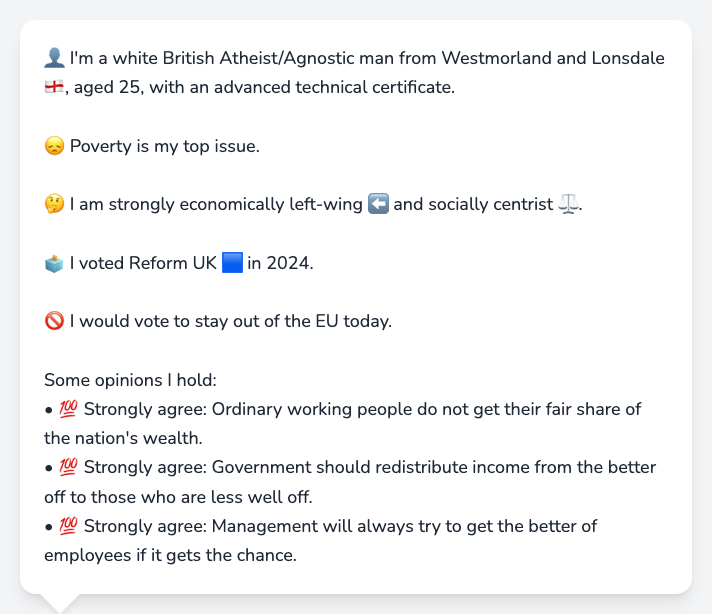 👤 I'm a white British Atheist/Agnostic man from Westmorland and Lonsdale
🏴󠁧󠁢󠁥󠁮󠁧󠁿, aged 25, with an advanced technical certificate.
😞 Poverty is my top issue.
🤔 I am strongly economically left-wing ⬅️ and socially centrist ⚖️.
🗳️ I voted Reform UK 🟦 in 2024.
🚫 I would vote to stay out of the EU today.
Some opinions I hold:
• 💯 Strongly agree: Ordinary working people do not get their fair share of
the nation's wealth.
• 💯 Strongly agree: Government should redistribute income from the better
off to those who are less well off.
• 💯 Strongly agree: Management will always try to get the better of
employees if it gets the chance.